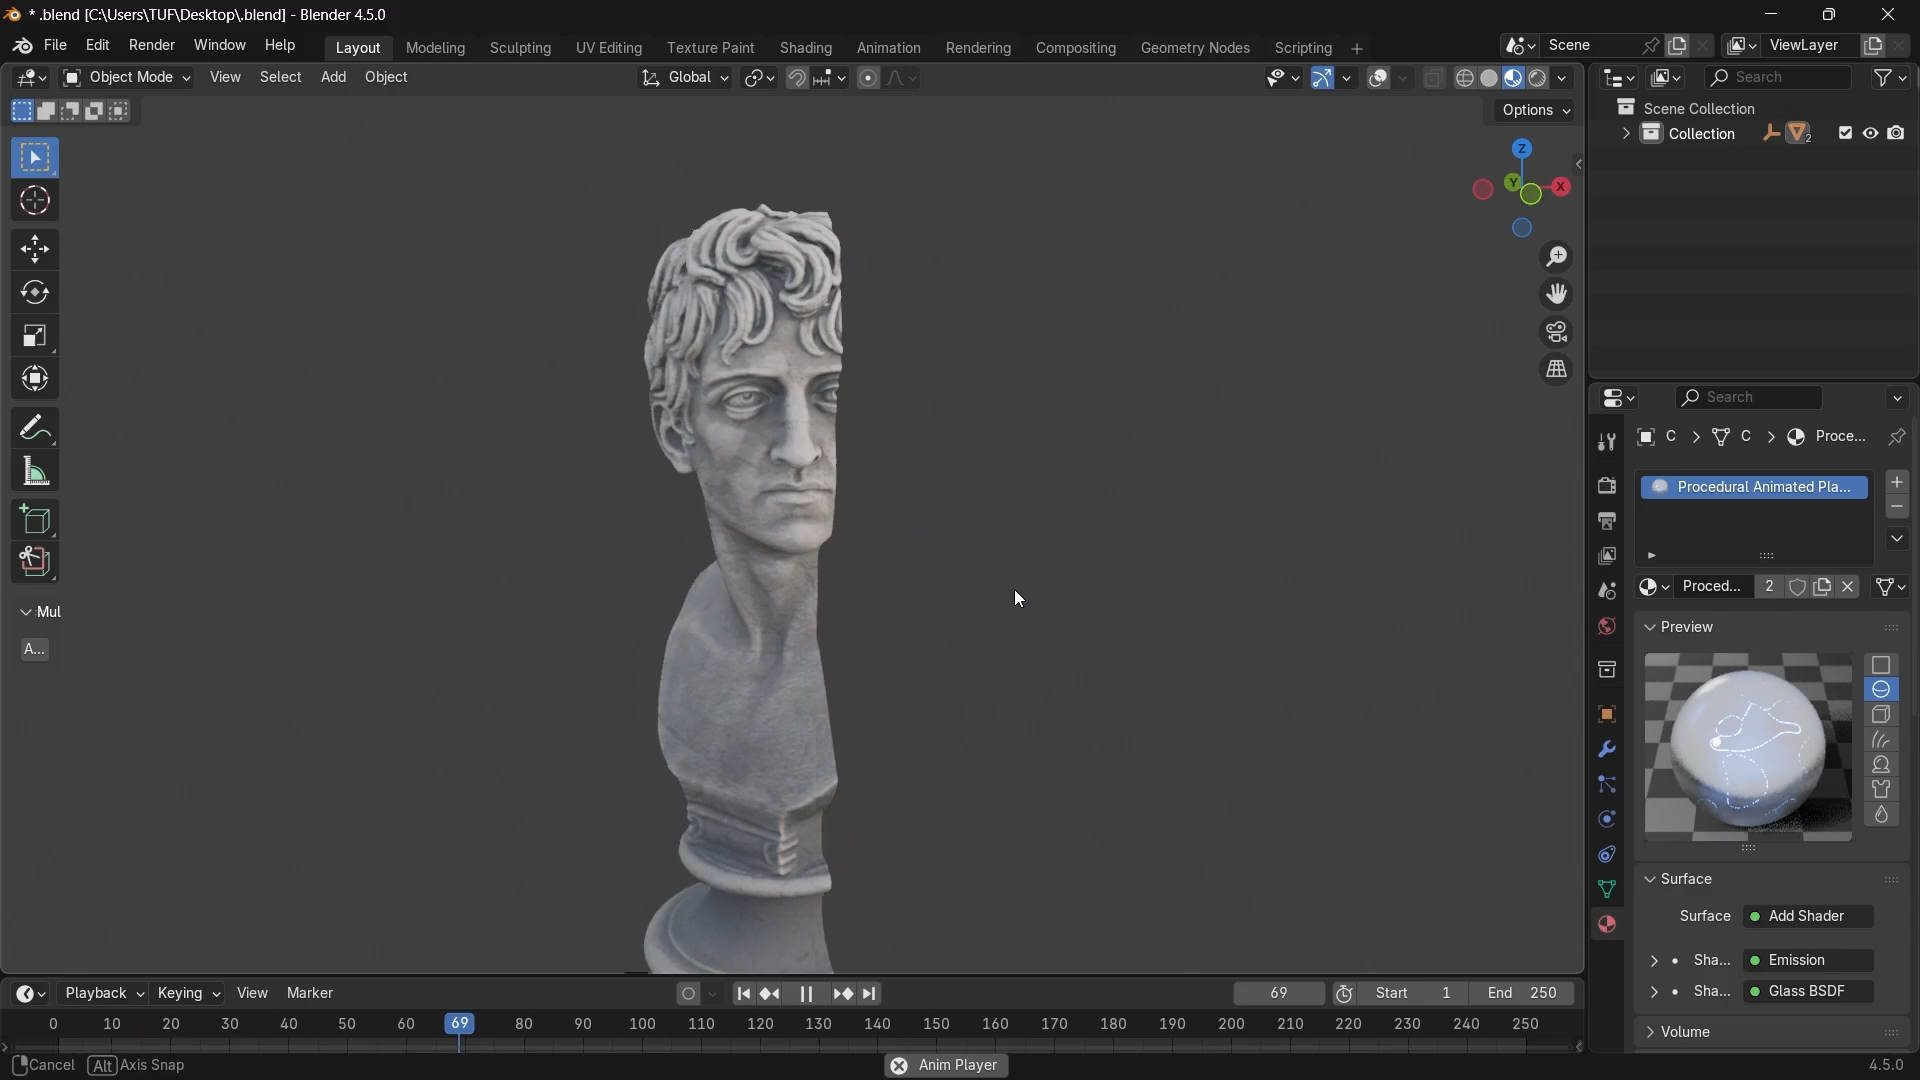 * .blend [C:\Users\TUF\Desktop\.blend] - Blender 4.5.0
File Edit Render Window Help
Layout Modeling Sculpting UV Editing Texture Paint Shading Animation Rendering Compositing Geometry Nodes Scripting +
Scene
ViewLayer
Object Mode View Select Add Object
Global
Search
Options
Scene Collection
Collection
2
Z
Y
X
Search
C > C > Proce...
Procedural Animated Pla...
Proced... 2
Mul
A...
Preview
Surface
Surface Add Shader
Sha... Emission
Sha... Glass BSDF
Volume
Playback Keying View Marker
69 Start 1 End 250
0 10 20 30 40 50 60 69 80 90 100 110 120 130 140 150 160 170 180 190 200 210 220 230 240 250
Cancel Alt Axis Snap
Anim Player
4.5.0